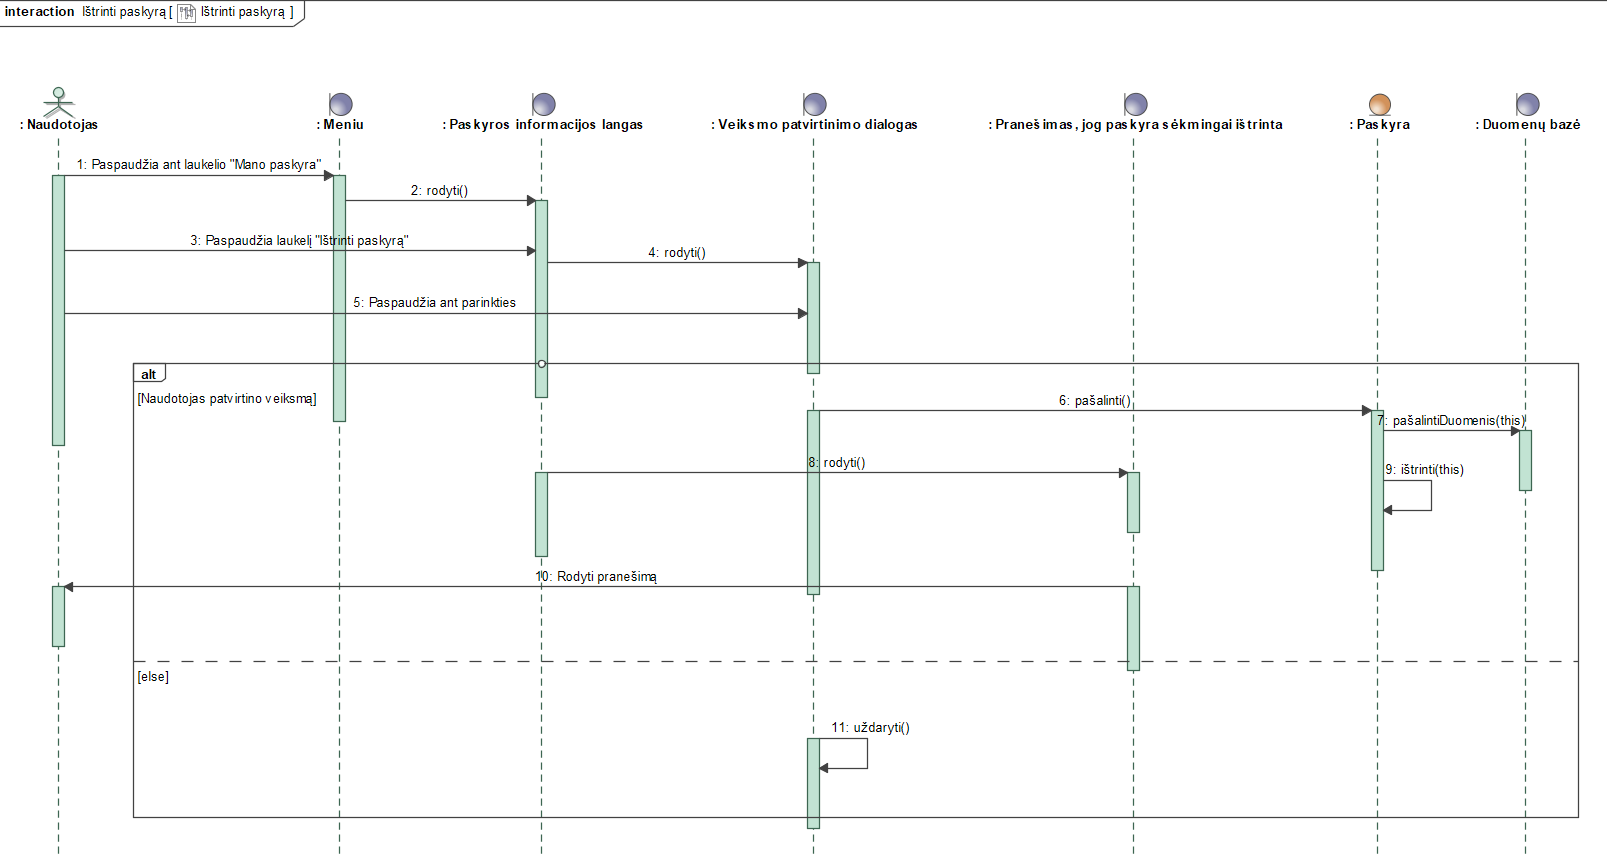 interaction Ištrinti paskyrą [ Ištrinti paskyrą ]
: Naudotojas
: Meniu
: Paskyros informacijos langas
: Veiksmo patvirtinimo dialogas
: Pranešimas, jog paskyra sėkmingai ištrinta
: Paskyra
: Duomenų bazė
1: Paspaudžia ant laukelio "Mano paskyra"
2: rodyti()
3: Paspaudžia laukelį "Ištrinti paskyrą"
4: rodyti()
5: Paspaudžia ant parinkties
alt
[Naudotojas patvirtino veiksmą]
6: pašalinti()
7: pašalintiDuomenis(this)
8: rodyti()
9: ištrinti(this)
10: Rodyti pranešimą
[else]
11: uždaryti()